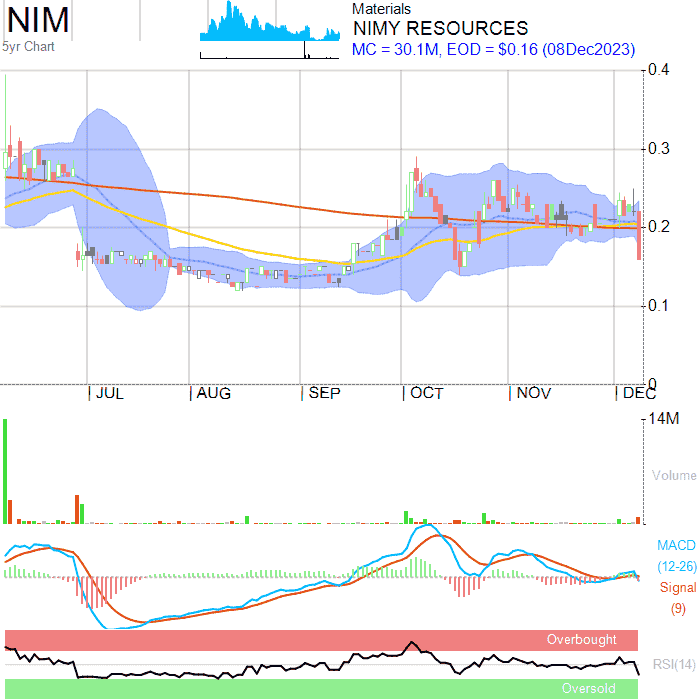 NIM
5yr Chart
Materials
NIMY RESOURCES
MC = 30.1M, EOD = $0.16 (08Dec2023)
0.4
0.3
0.2
0.1
0
JUL AUG SEP OCT NOV DEC
14M
Volume
MACD
(12-26)
Signal
(9)
Overbought
RSI(14)
Oversold